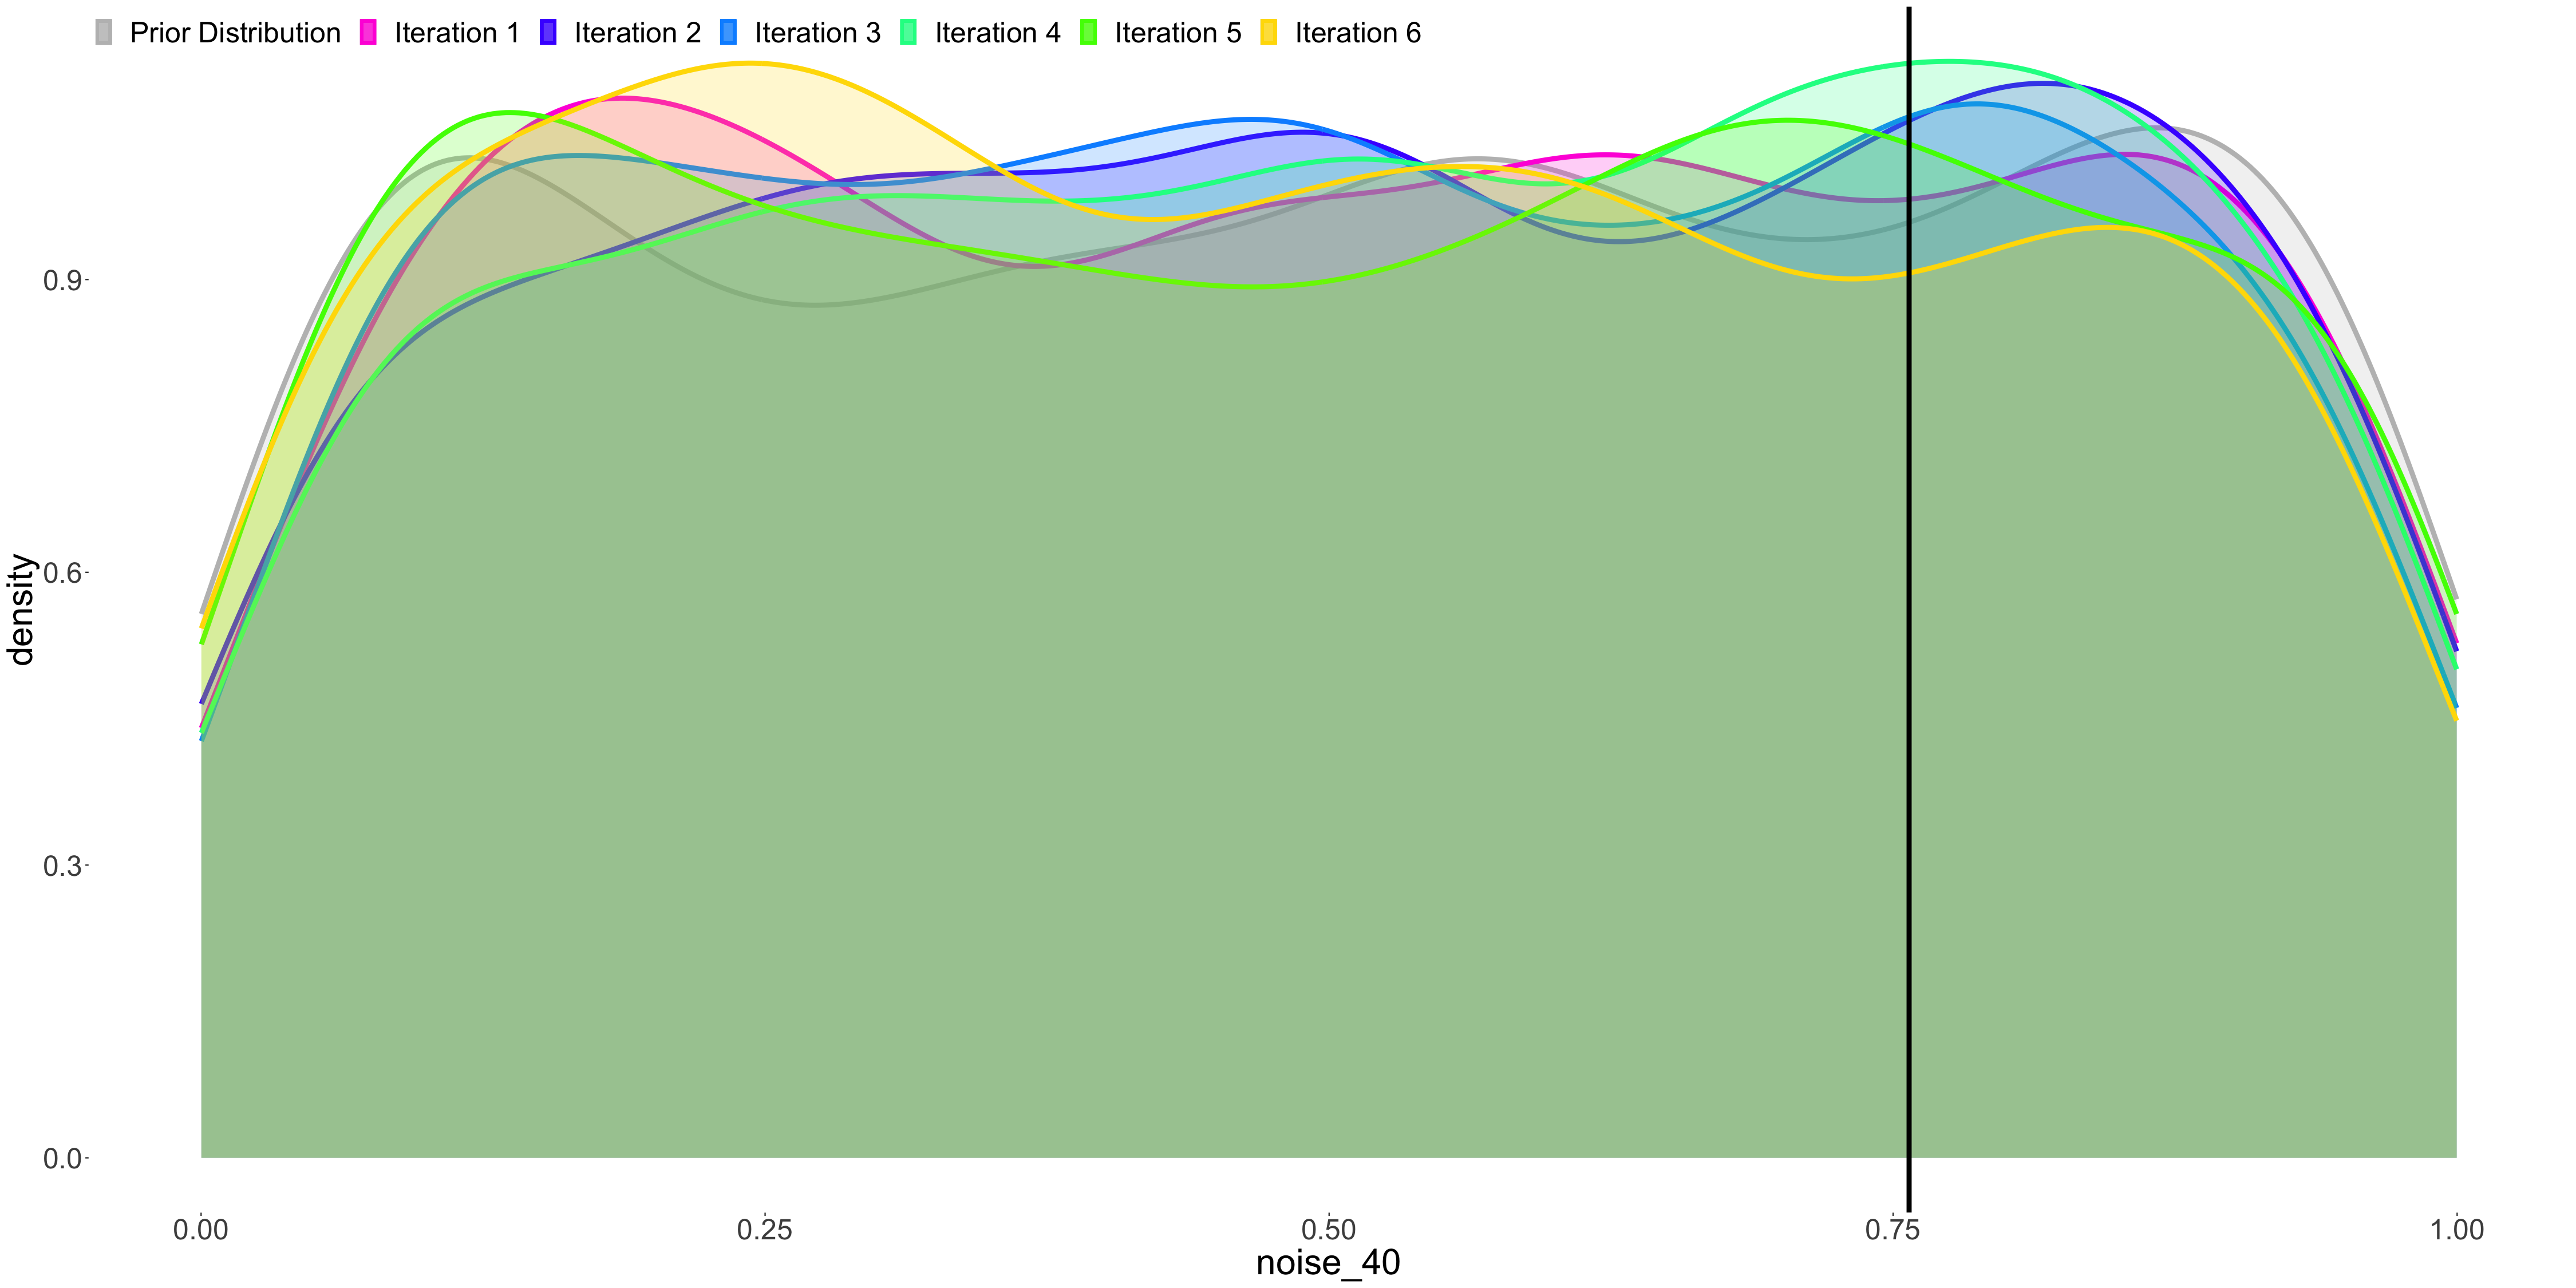 Prior Distribution Iteration 1 Iteration 2 Iteration 3 Iteration 4 Iteration 5 Iteration 6
density
0.9
0.6
0.3
0.0
0.00 0.25 0.50 0.75 1.00
noise_40